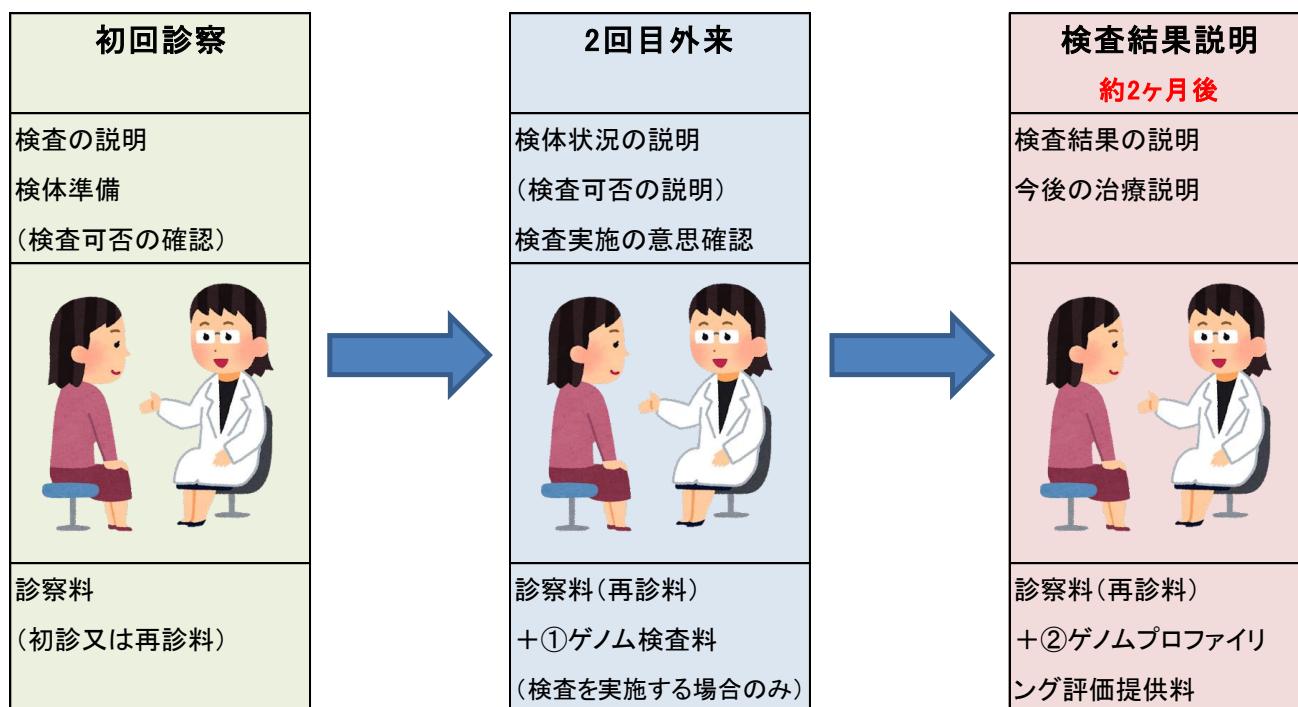 初回診察
検査の説明
検体準備
(検査可否の確認)
診察料
(初診又は再診料)
2回目外来
検体状況の説明
(検査可否の説明)
検査実施の意思確認
診察料(再診料)
+①ゲノム検査料
(検査を実施する場合のみ)
検査結果説明
約2ヶ月後
検査結果の説明
今後の治療説明
診察料(再診料)
+②ゲノムプロファイリ
ング評価提供料